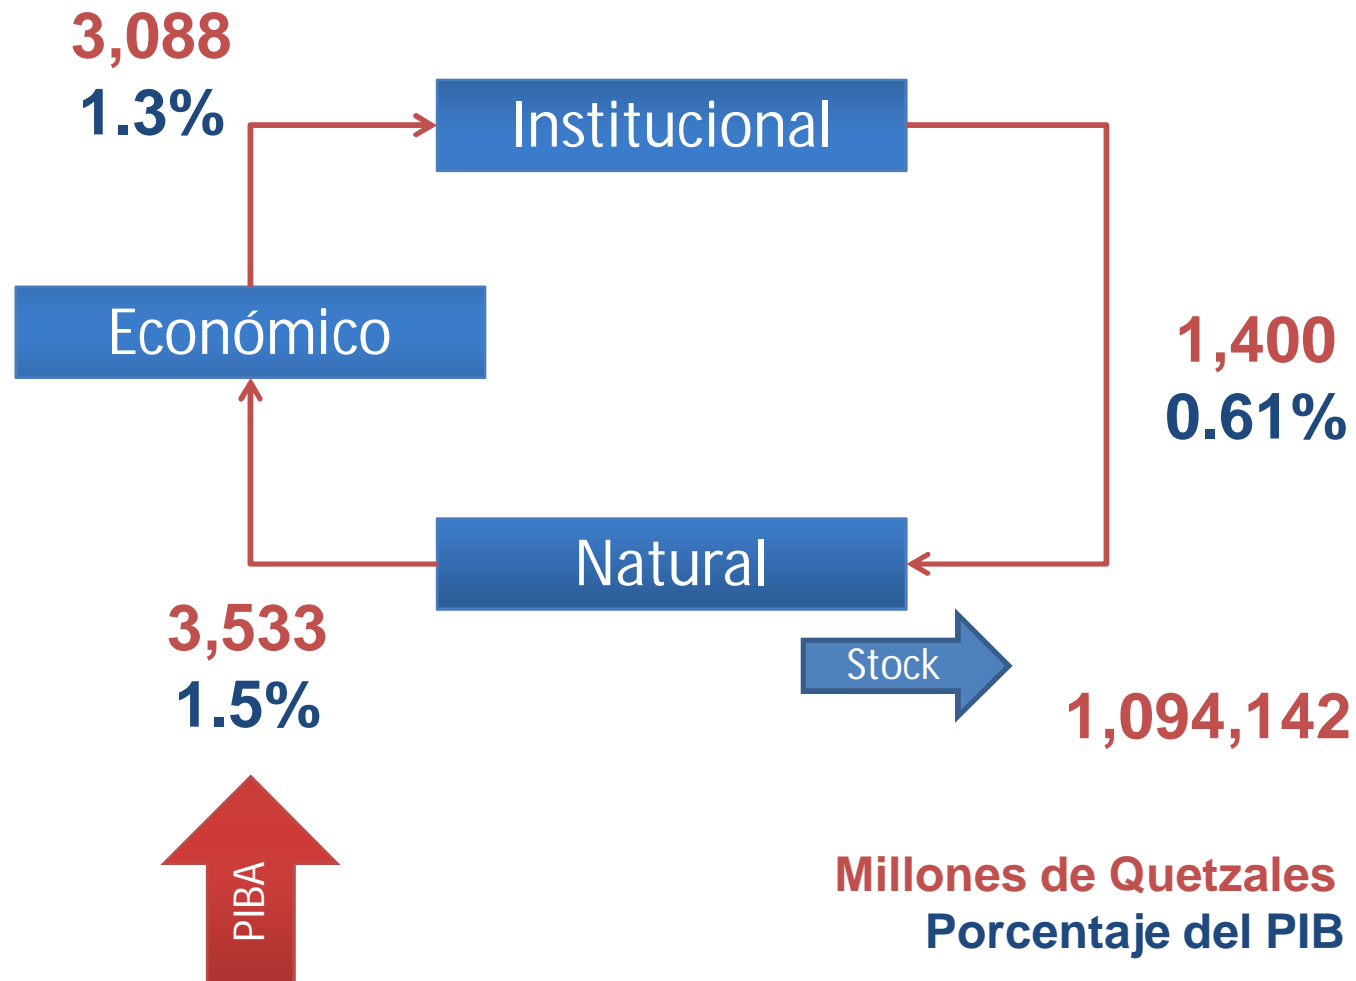 3,088
1.3%
Institucional
Económico
1,400
0.61%
Natural
3,533
1.5%
Stock
1,094,142
PIBA
Millones de Quetzales
Porcentaje del PIB